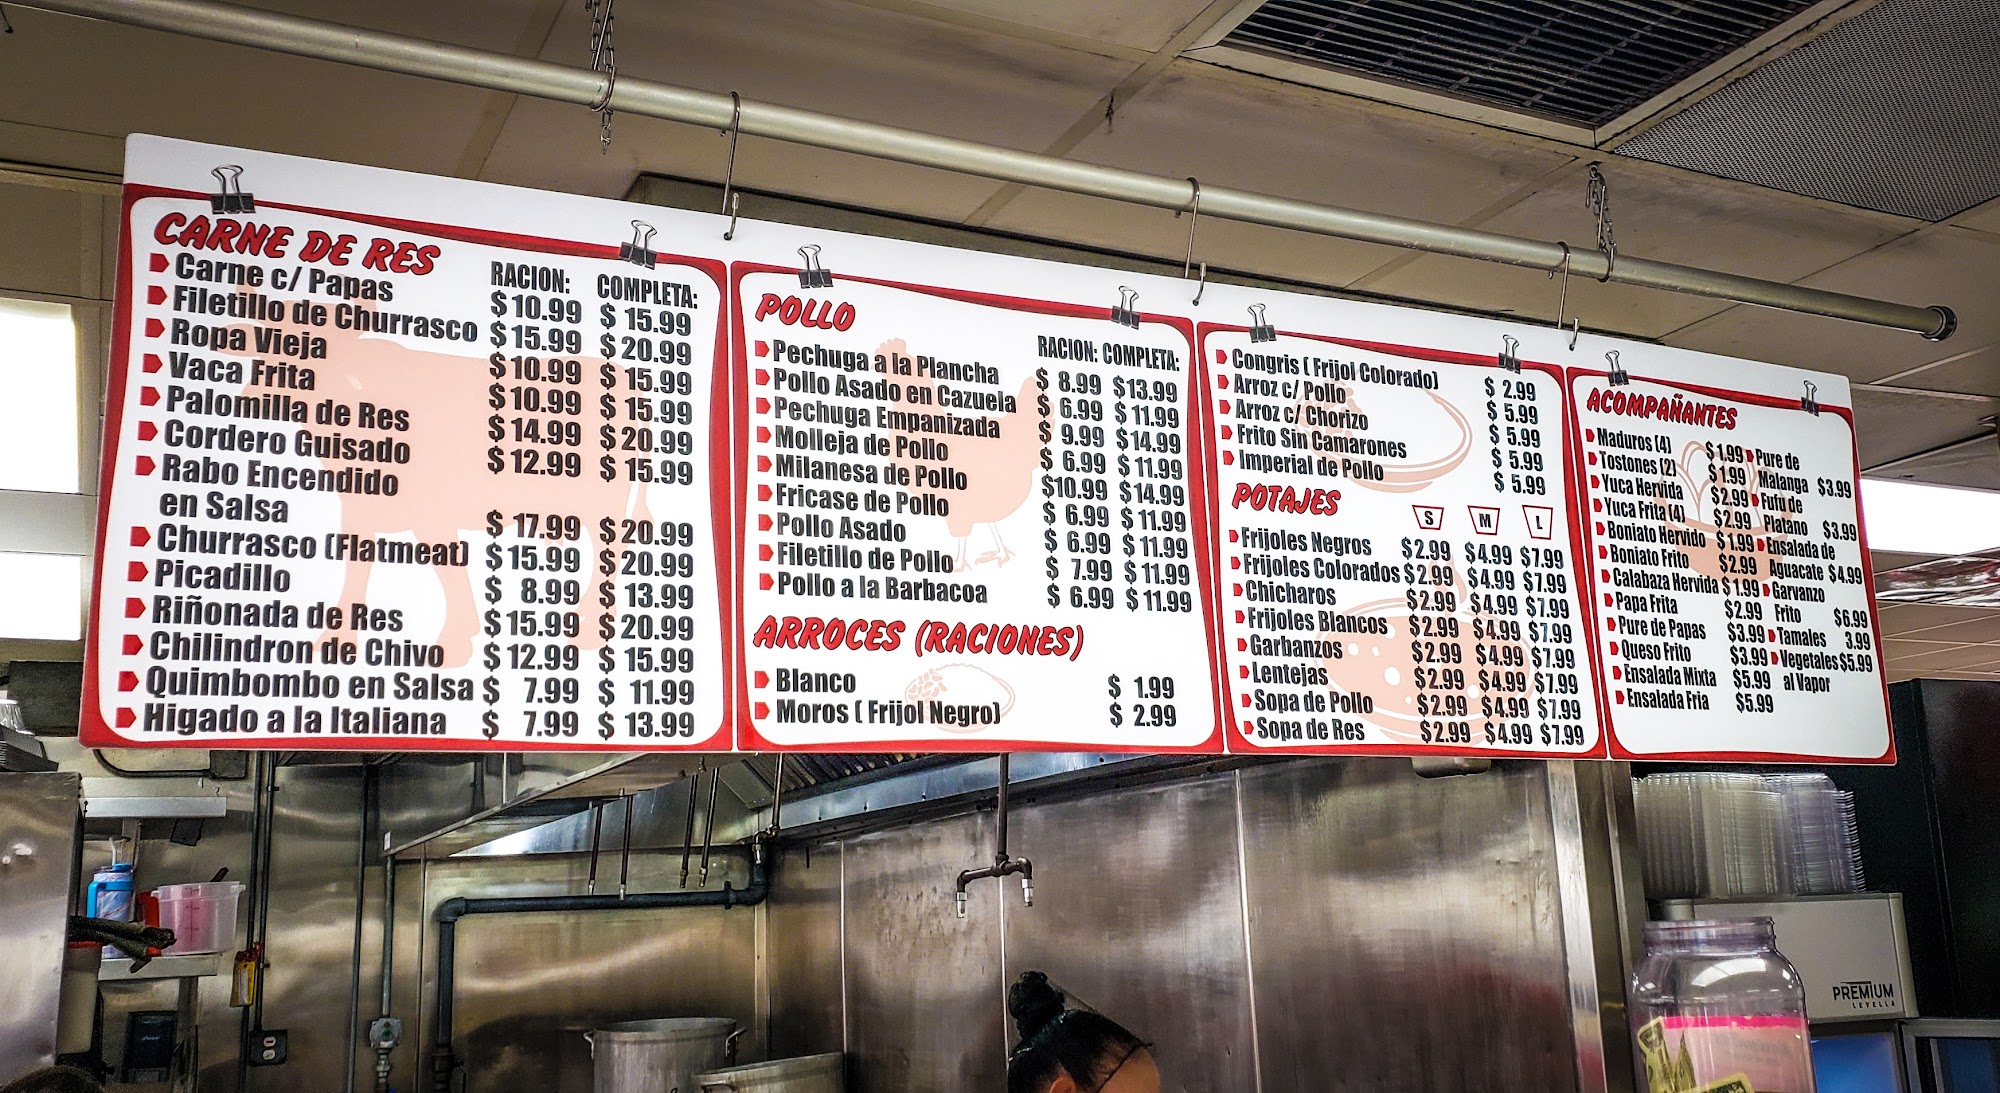 CARNE DE RES
RACION: COMPLETA:
Carne c/ Papas $10.99 $15.99
Filetillo de Churrasco $15.99 $20.99
Ropa Vieja $10.99 $15.99
Vaca Frita $10.99 $15.99
Palomilla de Res $14.99 $20.99
Cordero Guisado $12.99 $15.99
Rabo Encendido
en Salsa $17.99 $20.99
Churrasco (Flatmeat) $15.99 $20.99
Picadillo $8.99 $13.99
Riñonada de Res $15.99 $20.99
Chilindron de Chivo $12.99 $15.99
Quimbombo en Salsa $7.99 $11.99
Higado a la Italiana $7.99 $13.99
POLLO
RACION: COMPLETA:
Pechuga a la Plancha $8.99 $13.99
Pollo Asado en Cazuela $6.99 $11.99
Pechuga Empanizada $9.99 $14.99
Molleja de Pollo $6.99 $11.99
Milanesa de Pollo $10.99 $14.99
Fricase de Pollo $6.99 $11.99
Pollo Asado $6.99 $11.99
Filetillo de Pollo $7.99 $11.99
Pollo a la Barbacoa $6.99 $11.99
ARROCES (RACIONES)
Blanco $1.99
Moros ( Frijol Negro) $2.99
Congris ( Frijol Colorado) $2.99
Arroz c/ Pollo $5.99
Arroz c/ Chorizo $5.99
Frito Sin Camarones $5.99
Imperial de Pollo $5.99
POTAJES S M L
Frijoles Negros $2.99 $4.99 $7.99
Frijoles Colorados $2.99 $4.99 $7.99
Chicharos $2.99 $4.99 $7.99
Frijoles Blancos $2.99 $4.99 $7.99
Garbanzos $2.99 $4.99 $7.99
Lentejas $2.99 $4.99 $7.99
Sopa de Pollo $2.99 $4.99 $7.99
Sopa de Res $2.99 $4.99 $7.99
ACOMPAÑANTES
Maduros (4) $1.99
Tostones (2) $1.99
Yuca Hervida $2.99
Yuca Frita (4) $2.99
Boniato Hervido $1.99
Boniato Frito $2.99
Calabaza Hervida $1.99
Papa Frita $2.99
Pure de Papas $3.99
Queso Frito $3.99
Ensalada Mixta $5.99
Ensalada Fria $5.99
Pure de
Malanga $3.99
Fufu de
Platano $3.99
Ensalada de
Aguacate $4.99
Garvanzo
Frito $6.99
Tamales 3.99
Vegetales $5.99
al Vapor
PREMIUM
LEVELLA